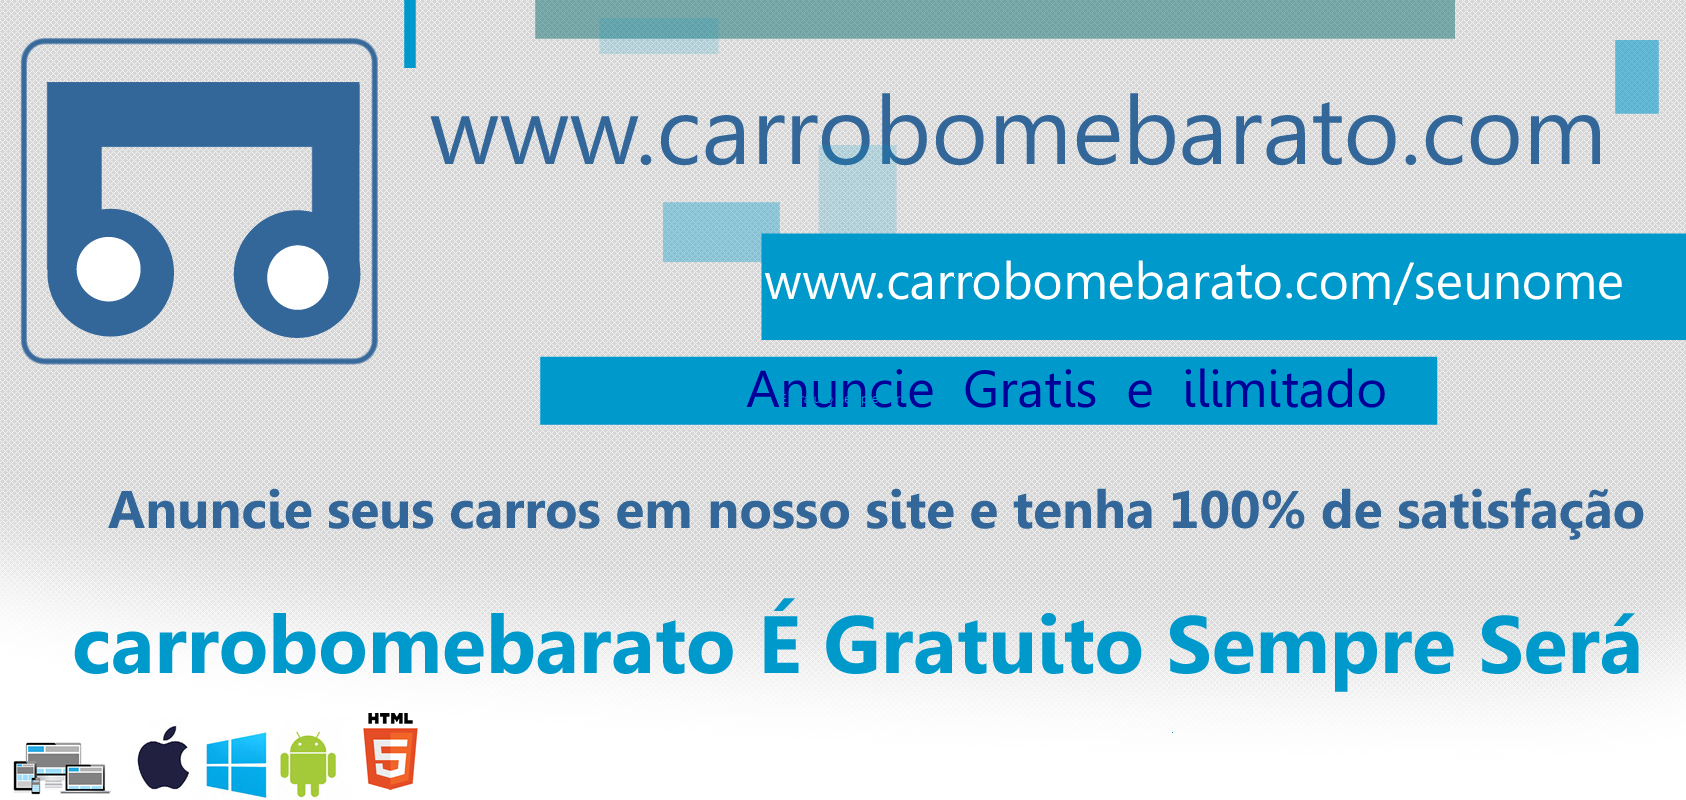 www.carrobomebarato.com
www.carrobomebarato.com/seunome
Anuncie Gratis e ilimitado
Anuncie seus carros em nosso site e tenha 100% de satisfação
carrobomebarato É Gratuito Sempre Será
HTML
5